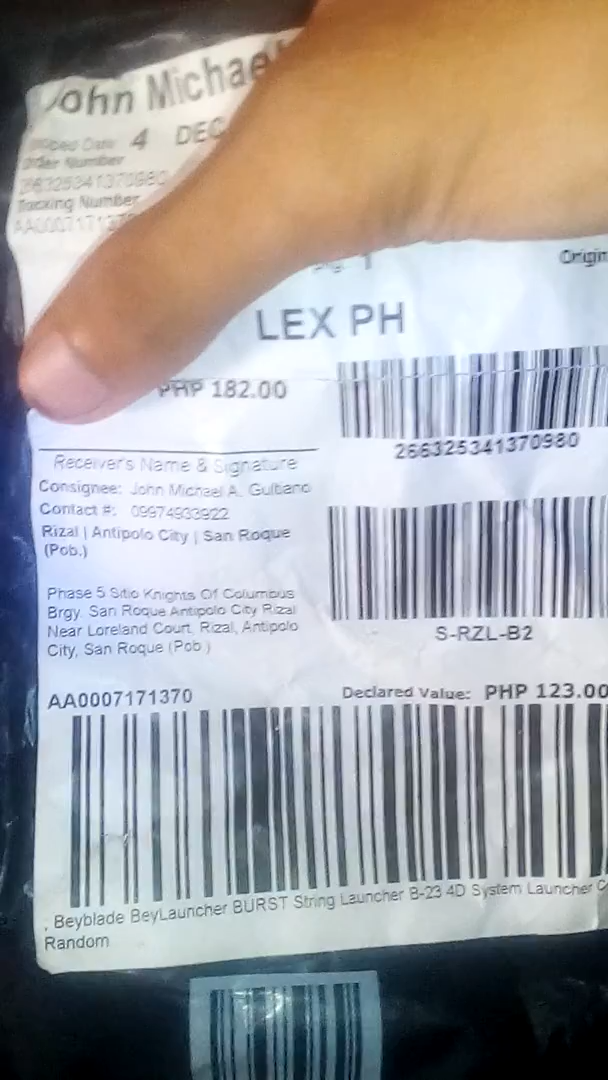 John Michael
4 DEC
Order Number
266325341370980
Tracking Number
AA00071713
Pkg: 1
Origin
LEX PH
PHP 182.00
266325341370980
Receiver's Name & Signature
Consignee: John Michael A. Gulbano
Contact #: 09974933922
Rizal | Antipolo City | San Roque
(Pob.)
S-RZL-B2
Phase 5 Sitio Knights Of Columbus
Brgy. San Roque Antipolo City Rizal
Near Loreland Court, Rizal, Antipolo
City, San Roque (Pob.)
AA0007171370
Declared Value: PHP 123.00
, Beyblade BeyLauncher BURST String Launcher B-23 4D System Launcher C
Random